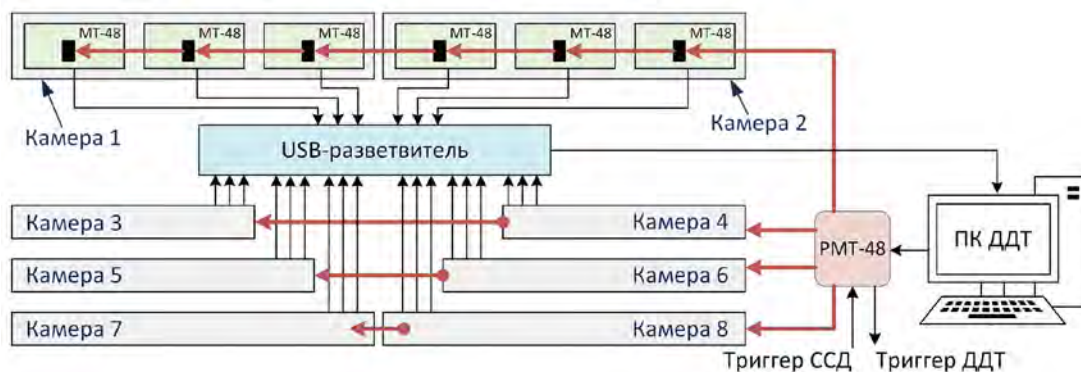 МТ-48
МТ-48
МТ-48
МТ-48
МТ-48
МТ-48
Камера 1
Камера 2
USB-разветвитель
Камера 3
Камера 4
Камера 5
Камера 6
Камера 7
Камера 8
РМТ-48
ПК ДДТ
Триггер ССД
Триггер ДДТ